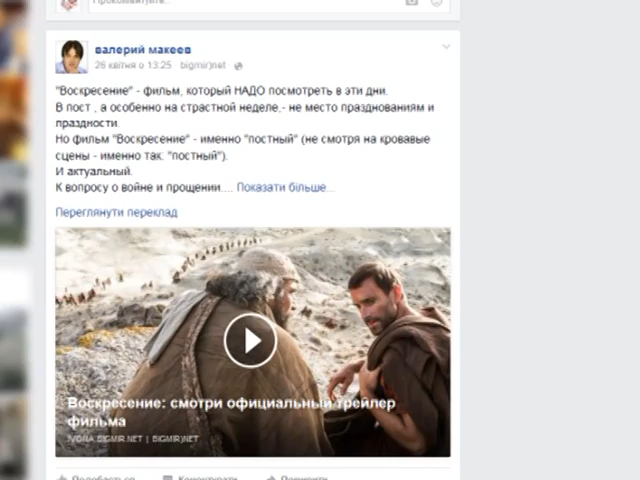 Прокоментуйте...
валерий макеев
26 квітня о 13:25 · bigmir)net ·
"Воскресение" - фильм, который НАДО посмотреть в эти дни.
В пост , а особенно на страстной неделе,- не место празднованиям и
праздности.
Но фильм "Воскресение" - именно "постный" (не смотря на кровавые
сцены - именно так: "постный").
И актуальный.
К вопросу о войне и прощении.... Показати більше...
Переглянути переклад
Воскресение: смотри официальный трейлер
фильма
IVONA.BIGMIR.NET | BIGMIR)NET
Подобається Коментувати Поширити